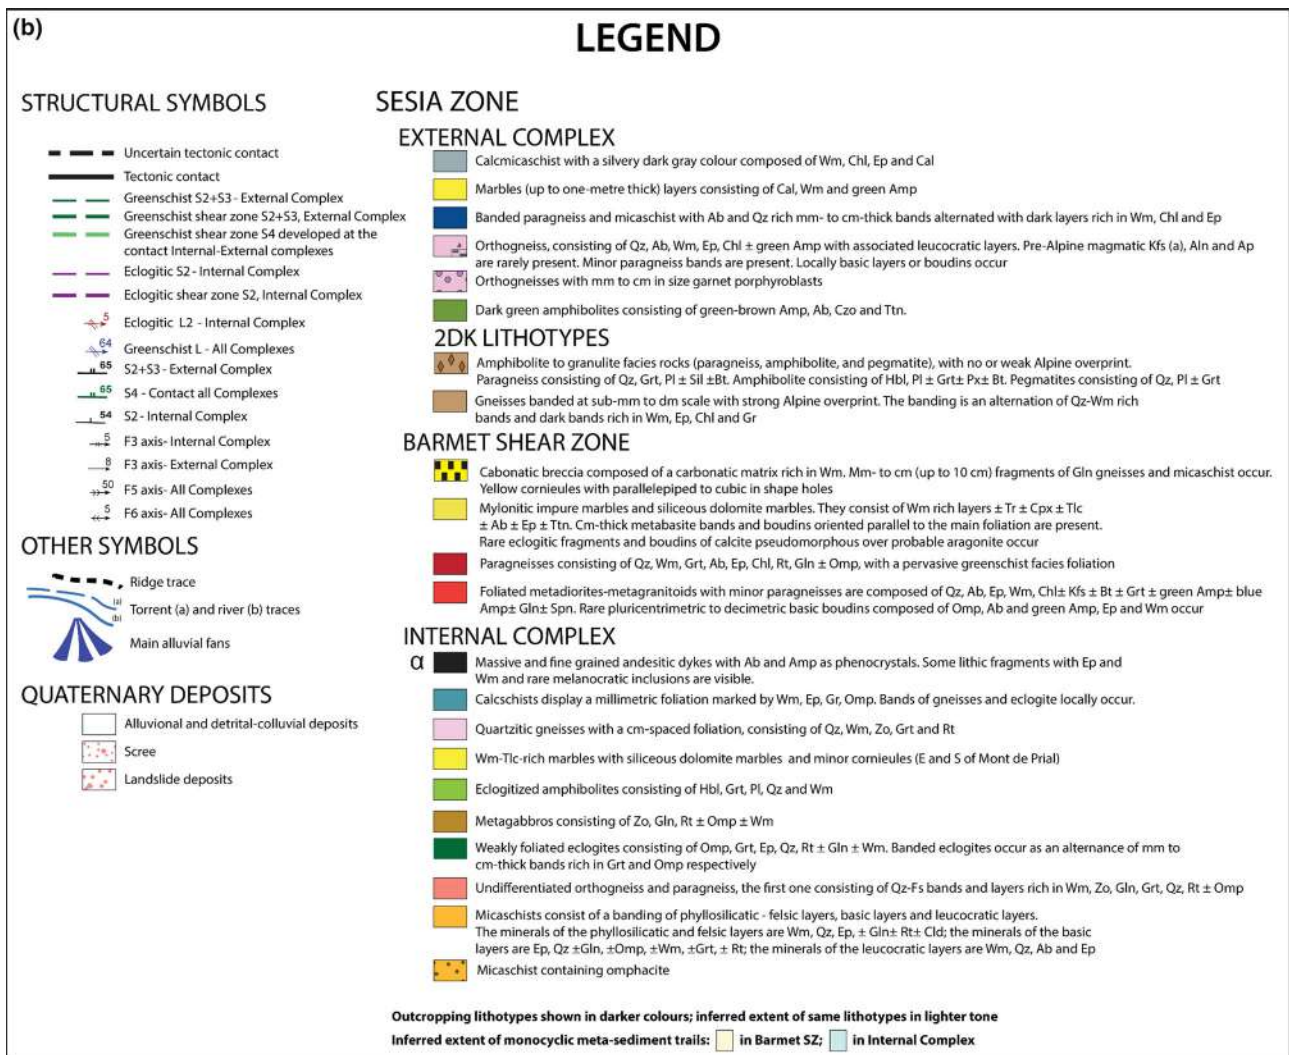 (b)
LEGEND
STRUCTURAL SYMBOLS
Uncertain tectonic contact
Tectonic contact
Greenschist S2+S3 - External Complex
Greenschist shear zone S2+S3, External Complex
Greenschist shear zone S4 developed at the
contact Internal-External complexes
Eclogitic S2 - Internal Complex
Eclogitic shear zone S2, Internal Complex
5
Eclogitic L2 - Internal Complex
64
Greenschist L - All Complexes
65
S2+S3 - External Complex
65
S4 - Contact all Complexes
54
S2 - Internal Complex
5
F3 axis- Internal Complex
8
F3 axis- External Complex
50
F5 axis- All Complexes
5
F6 axis- All Complexes
OTHER SYMBOLS
Ridge trace
(a)
Torrent (a) and river (b) traces
(b)
Main alluvial fans
QUATERNARY DEPOSITS
Alluvional and detrital-colluvial deposits
Scree
Landslide deposits
SESIA ZONE
EXTERNAL COMPLEX
Calcmicaschist with a silvery dark gray colour composed of Wm, Chl, Ep and Cal
Marbles (up to one-metre thick) layers consisting of Cal, Wm and green Amp
Banded paragneiss and micaschist with Ab and Qz rich mm- to cm-thick bands alternated with dark layers rich in Wm, Chl and Ep
Orthogneiss, consisting of Qz, Ab, Wm, Ep, Chl ± green Amp with associated leucocratic layers. Pre-Alpine magmatic Kfs (a), Aln and Ap
are rarely present. Minor paragneiss bands are present. Locally basic layers or boudins occur
Orthogneisses with mm to cm in size garnet porphyroblasts
Dark green amphibolites consisting of green-brown Amp, Ab, Czo and Ttn.
2DK LITHOTYPES
Amphibolite to granulite facies rocks (paragneiss, amphibolite, and pegmatite), with no or weak Alpine overprint.
Paragneiss consisting of Qz, Grt, Pl ± Sil ±Bt. Amphibolite consisting of Hbl, Pl ± Grt± Px± Bt. Pegmatites consisting of Qz, Pl ± Grt
Gneisses banded at sub-mm to dm scale with strong Alpine overprint. The banding is an alternation of Qz-Wm rich
bands and dark bands rich in Wm, Ep, Chl and Gr
BARMET SHEAR ZONE
Cabonatic breccia composed of a carbonatic matrix rich in Wm. Mm- to cm (up to 10 cm) fragments of Gln gneisses and micaschist occur.
Yellow cornieules with parallelepiped to cubic in shape holes
Mylonitic impure marbles and siliceous dolomite marbles. They consist of Wm rich layers ± Tr ± Cpx ± Tlc
± Ab ± Ep ± Ttn. Cm-thick metabasite bands and boudins oriented parallel to the main foliation are present.
Rare eclogitic fragments and boudins of calcite pseudomorphous over probable aragonite occur
Paragneisses consisting of Qz, Wm, Grt, Ab, Ep, Chl, Rt, Gln ± Omp, with a pervasive greenschist facies foliation
Foliated metadiorites-metagranitoids with minor paragneisses are composed of Qz, Ab, Ep, Wm, Chl± Kfs ± Bt ± Grt ± green Amp± blue
Amp± Gln± Spn. Rare pluricentrimetric to decimetric basic boudins composed of Omp, Ab and green Amp, Ep and Wm occur
INTERNAL COMPLEX
α
Massive and fine grained andesitic dykes with Ab and Amp as phenocrystals. Some lithic fragments with Ep and
Wm and rare melanocratic inclusions are visible.
Calcschists display a millimetric foliation marked by Wm, Ep, Gr, Omp. Bands of gneisses and eclogite locally occur.
Quartzitic gneisses with a cm-spaced foliation, consisting of Qz, Wm, Zo, Grt and Rt
Wm-Tlc-rich marbles with siliceous dolomite marbles and minor cornieules (E and S of Mont de Prial)
Eclogitized amphibolites consisting of Hbl, Grt, Pl, Qz and Wm
Metagabbros consisting of Zo, Gln, Rt ± Omp ± Wm
Weakly foliated eclogites consisting of Omp, Grt, Ep, Qz, Rt ± Gln ± Wm. Banded eclogites occur as an alternance of mm to
cm-thick bands rich in Grt and Omp respectively
Undifferentiated orthogneiss and paragneiss, the first one consisting of Qz-Fs bands and layers rich in Wm, Zo, Gln, Grt, Qz, Rt ± Omp
Micaschists consist of a banding of phyllosilicatic - felsic layers, basic layers and leucocratic layers.
The minerals of the phyllosilicatic and felsic layers are Wm, Qz, Ep, ± Gln± Rt± Cld; the minerals of the basic
layers are Ep, Qz ±Gln, ±Omp, ±Wm, ±Grt, ± Rt; the minerals of the leucocratic layers are Wm, Qz, Ab and Ep
Micaschist containing omphacite
Outcropping lithotypes shown in darker colours; inferred extent of same lithotypes in lighter tone
Inferred extent of monocyclic meta-sediment trails: in Barmet SZ; in Internal Complex